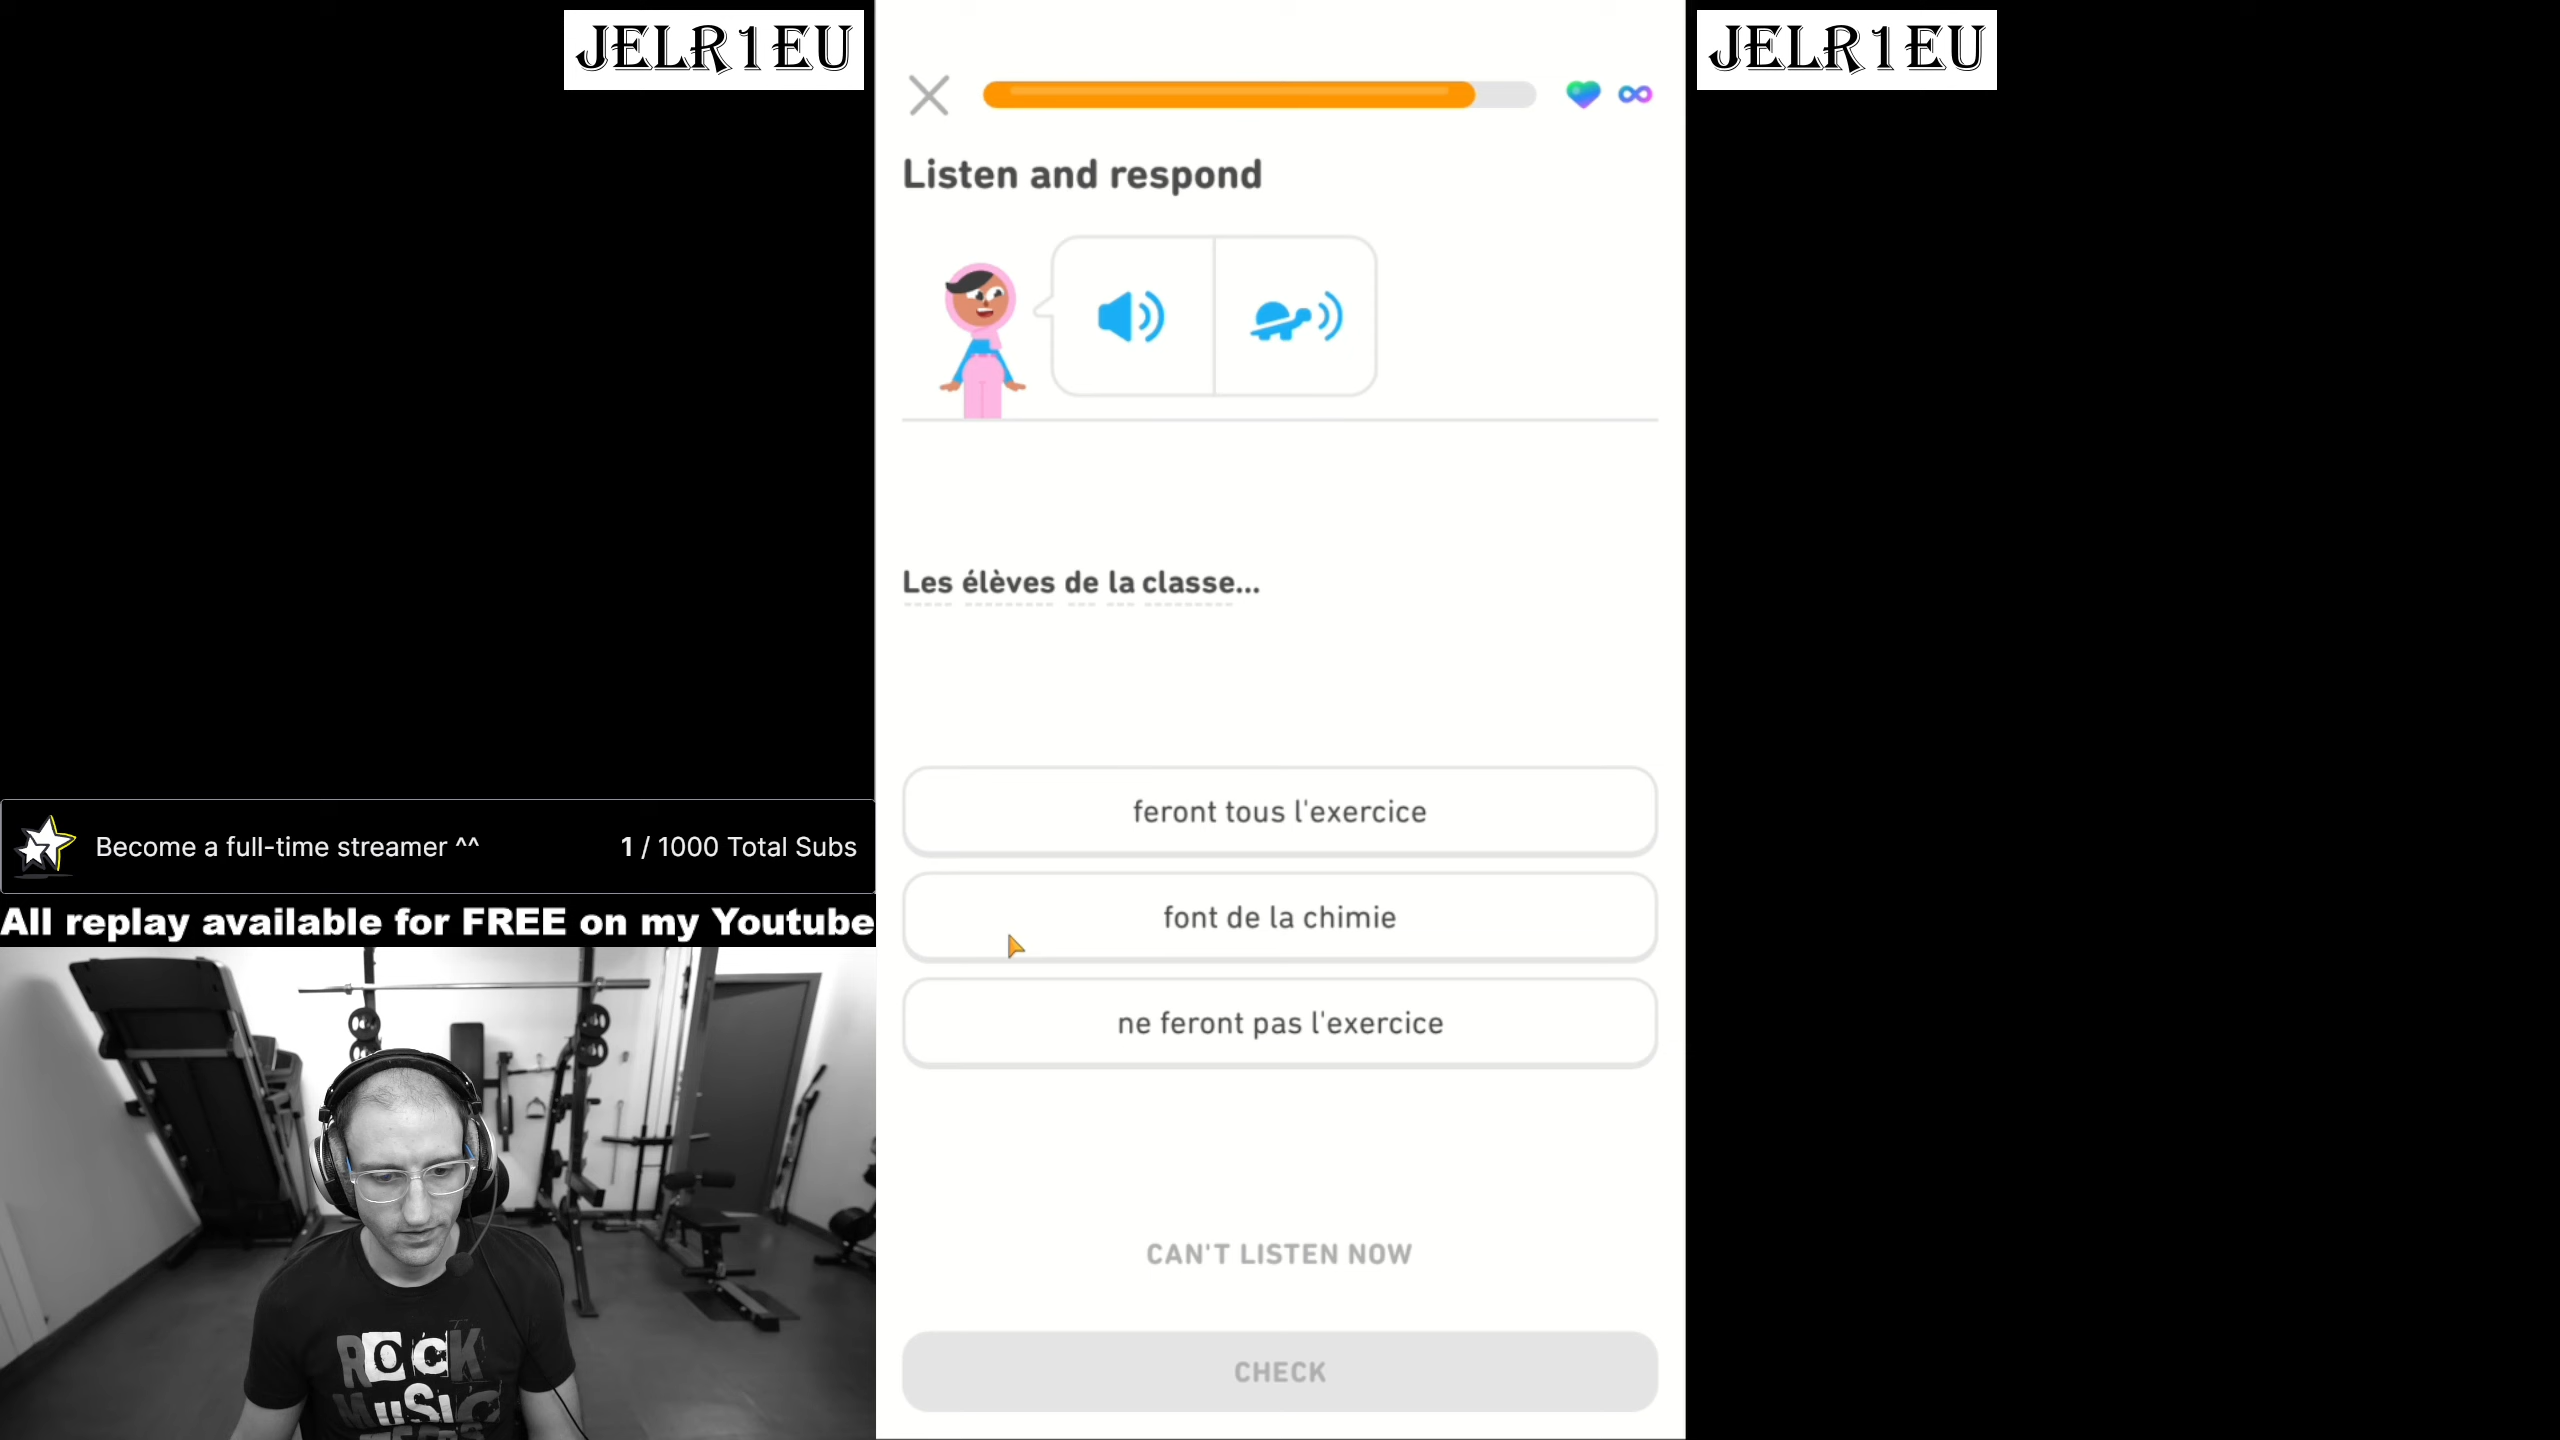 JELR1EU
JELR1EU
Listen and respond
Les élèves de la classe...
feront tous l'exercice
font de la chimie
ne feront pas l'exercice
CAN'T LISTEN NOW
CHECK
Become a full-time streamer ^^ 1 / 1000 Total Subs
All replay available for FREE on my Youtube
ROCK
MUSIC